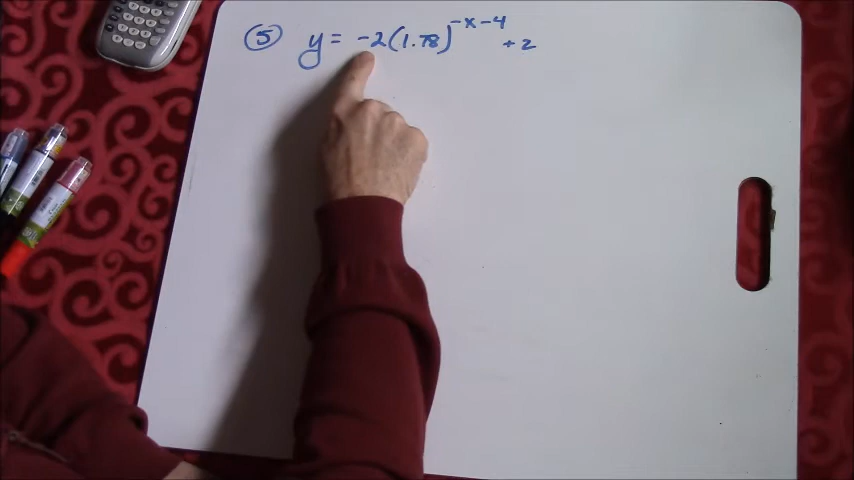 ⑤ y = -2(1.78)^{-x-4} + 2